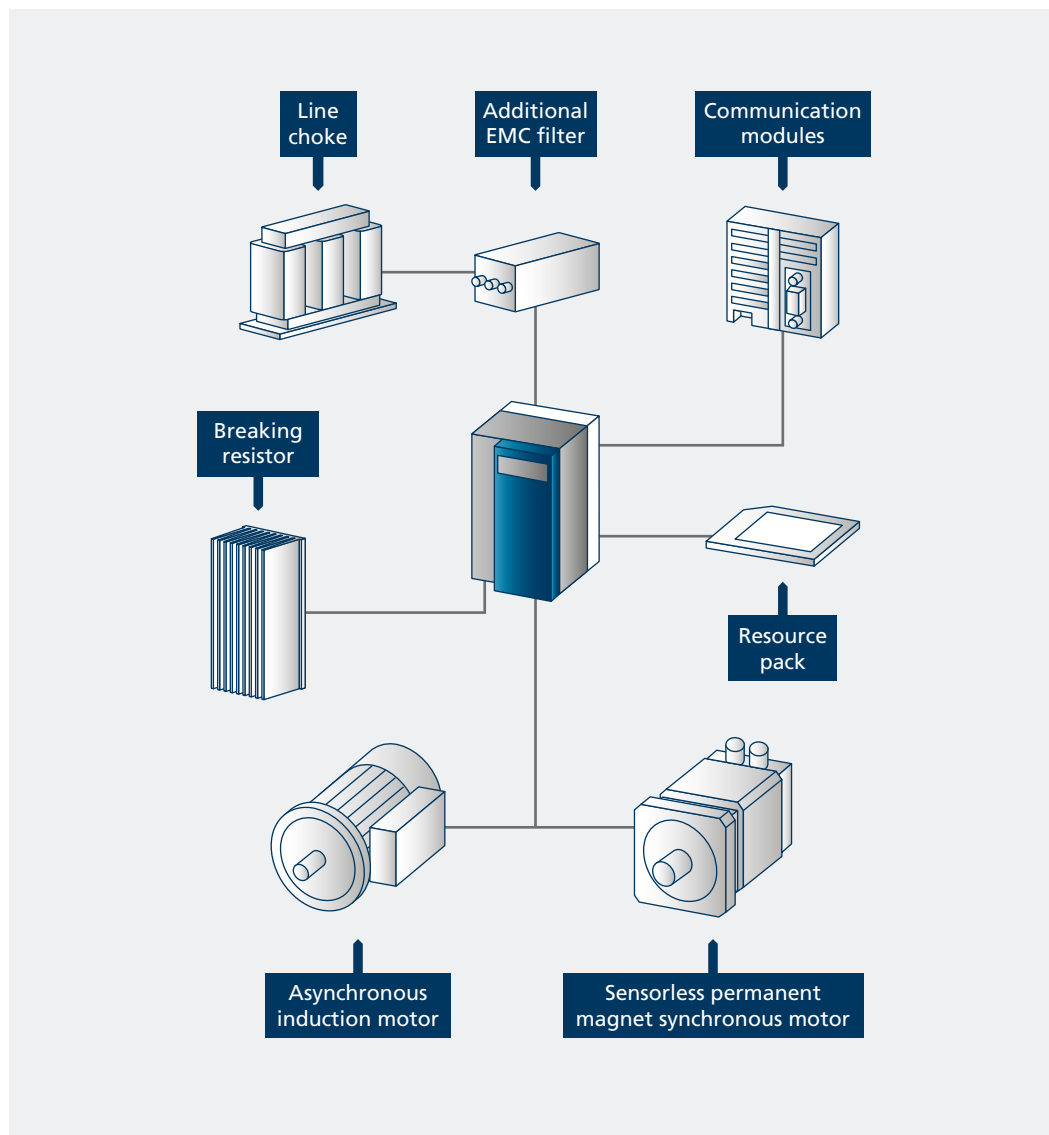 Line
choke
Additional
EMC filter
Communication
modules
Breaking
resistor
Resource
pack
Asynchronous
induction motor
Sensorless permanent
magnet synchronous motor